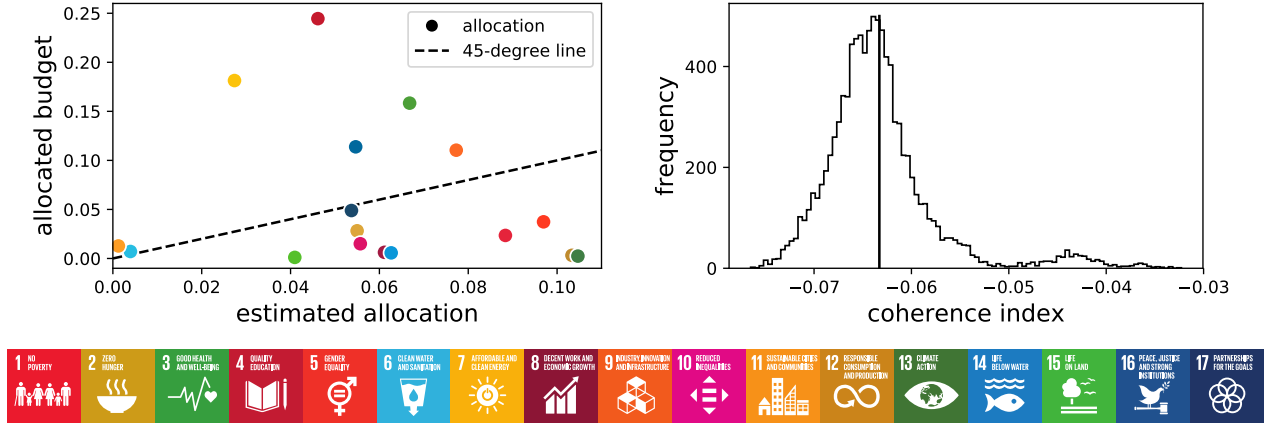 0.25
0.20
0.15
0.10
0.05
0.00
allocated budget
allocation
45-degree line
0.00 0.02 0.04 0.06 0.08 0.10
estimated allocation
400
200
0
frequency
−0.07 −0.06 −0.05 −0.04 −0.03
coherence index
1 NO
POVERTY
2 ZERO
HUNGER
3 GOOD HEALTH
AND WELL-BEING
4 QUALITY
EDUCATION
5 GENDER
EQUALITY
6 CLEAN WATER
AND SANITATION
7 AFFORDABLE AND
CLEAN ENERGY
8 DECENT WORK AND
ECONOMIC GROWTH
9 INDUSTRY, INNOVATION
AND INFRASTRUCTURE
10 REDUCED
INEQUALITIES
11 SUSTAINABLE CITIES
AND COMMUNITIES
12 RESPONSIBLE
CONSUMPTION
AND PRODUCTION
13 CLIMATE
ACTION
14 LIFE
BELOW WATER
15 LIFE
ON LAND
16 PEACE, JUSTICE
AND STRONG
INSTITUTIONS
17 PARTNERSHIPS
FOR THE GOALS